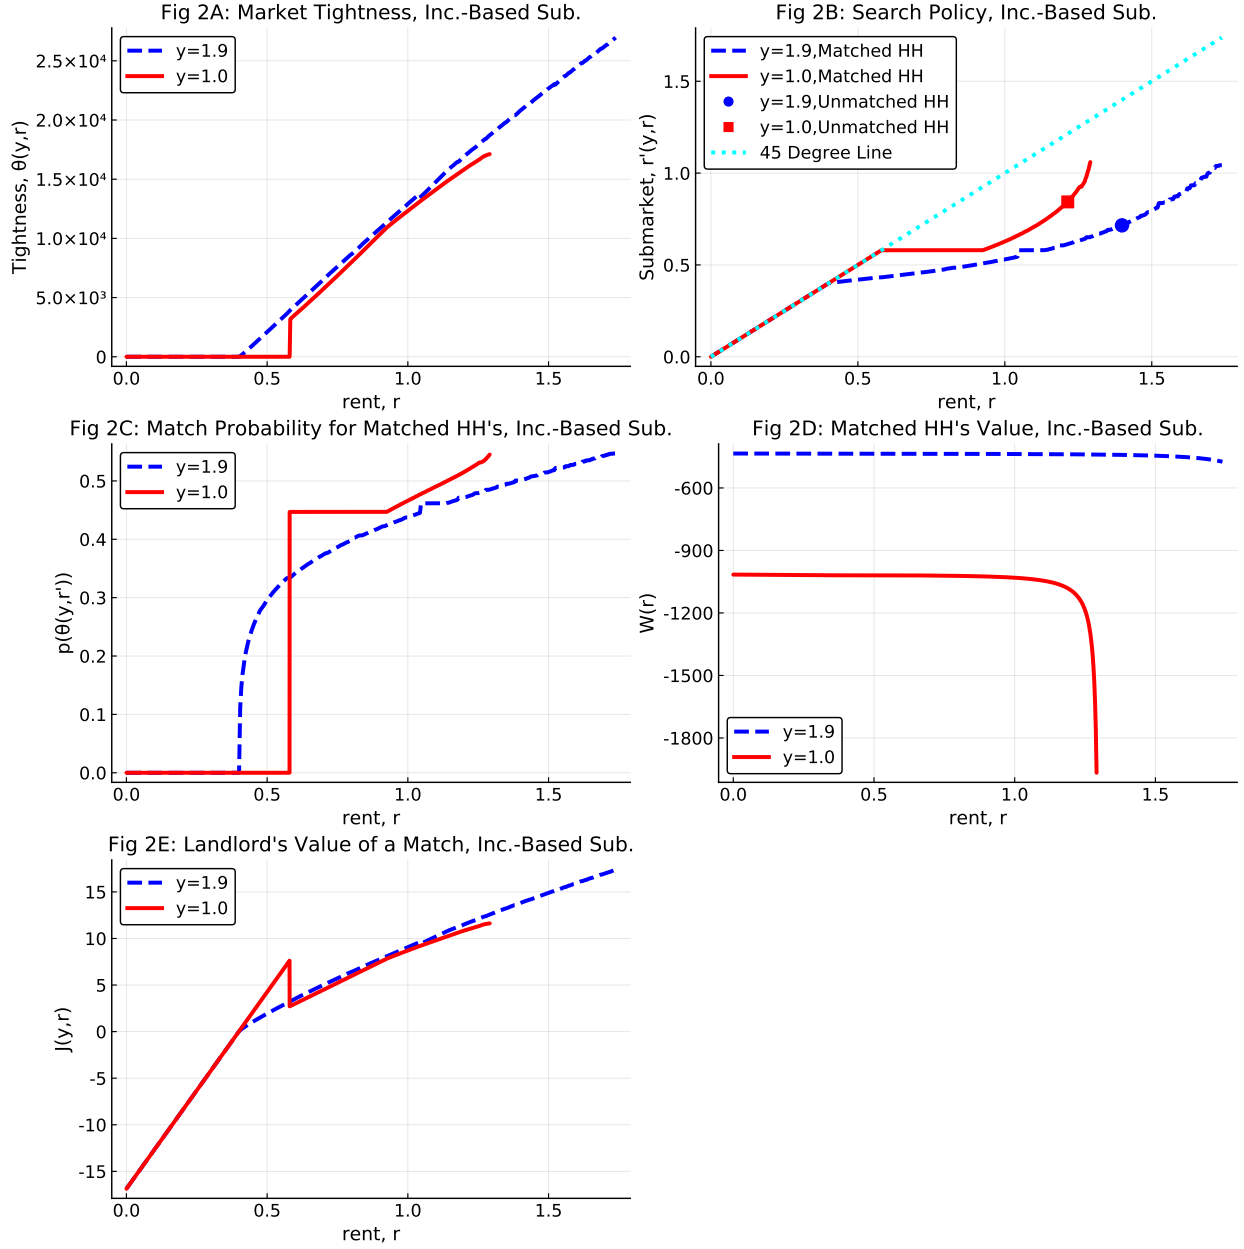 Fig 2A: Market Tightness, Inc.-Based Sub.
y=1.9
y=1.0
Tightness, θ(y,r)
2.5×10⁴
2.0×10⁴
1.5×10⁴
1.0×10⁴
5.0×10³
0
0.0 0.5 1.0 1.5
rent, r
Fig 2B: Search Policy, Inc.-Based Sub.
y=1.9,Matched HH
y=1.0,Matched HH
y=1.9,Unmatched HH
y=1.0,Unmatched HH
45 Degree Line
Submarket, r'(y,r)
1.5
1.0
0.5
0.0
0.0 0.5 1.0 1.5
rent, r
Fig 2C: Match Probability for Matched HH's, Inc.-Based Sub.
y=1.9
y=1.0
p(θ(y,r'))
0.5
0.4
0.3
0.2
0.1
0.0
0.0 0.5 1.0 1.5
rent, r
Fig 2D: Matched HH's Value, Inc.-Based Sub.
W(r)
-600
-900
-1200
-1500
-1800
y=1.9
y=1.0
0.0 0.5 1.0 1.5
rent, r
Fig 2E: Landlord's Value of a Match, Inc.-Based Sub.
y=1.9
y=1.0
J(y,r)
15
10
5
0
-5
-10
-15
0.0 0.5 1.0 1.5
rent, r